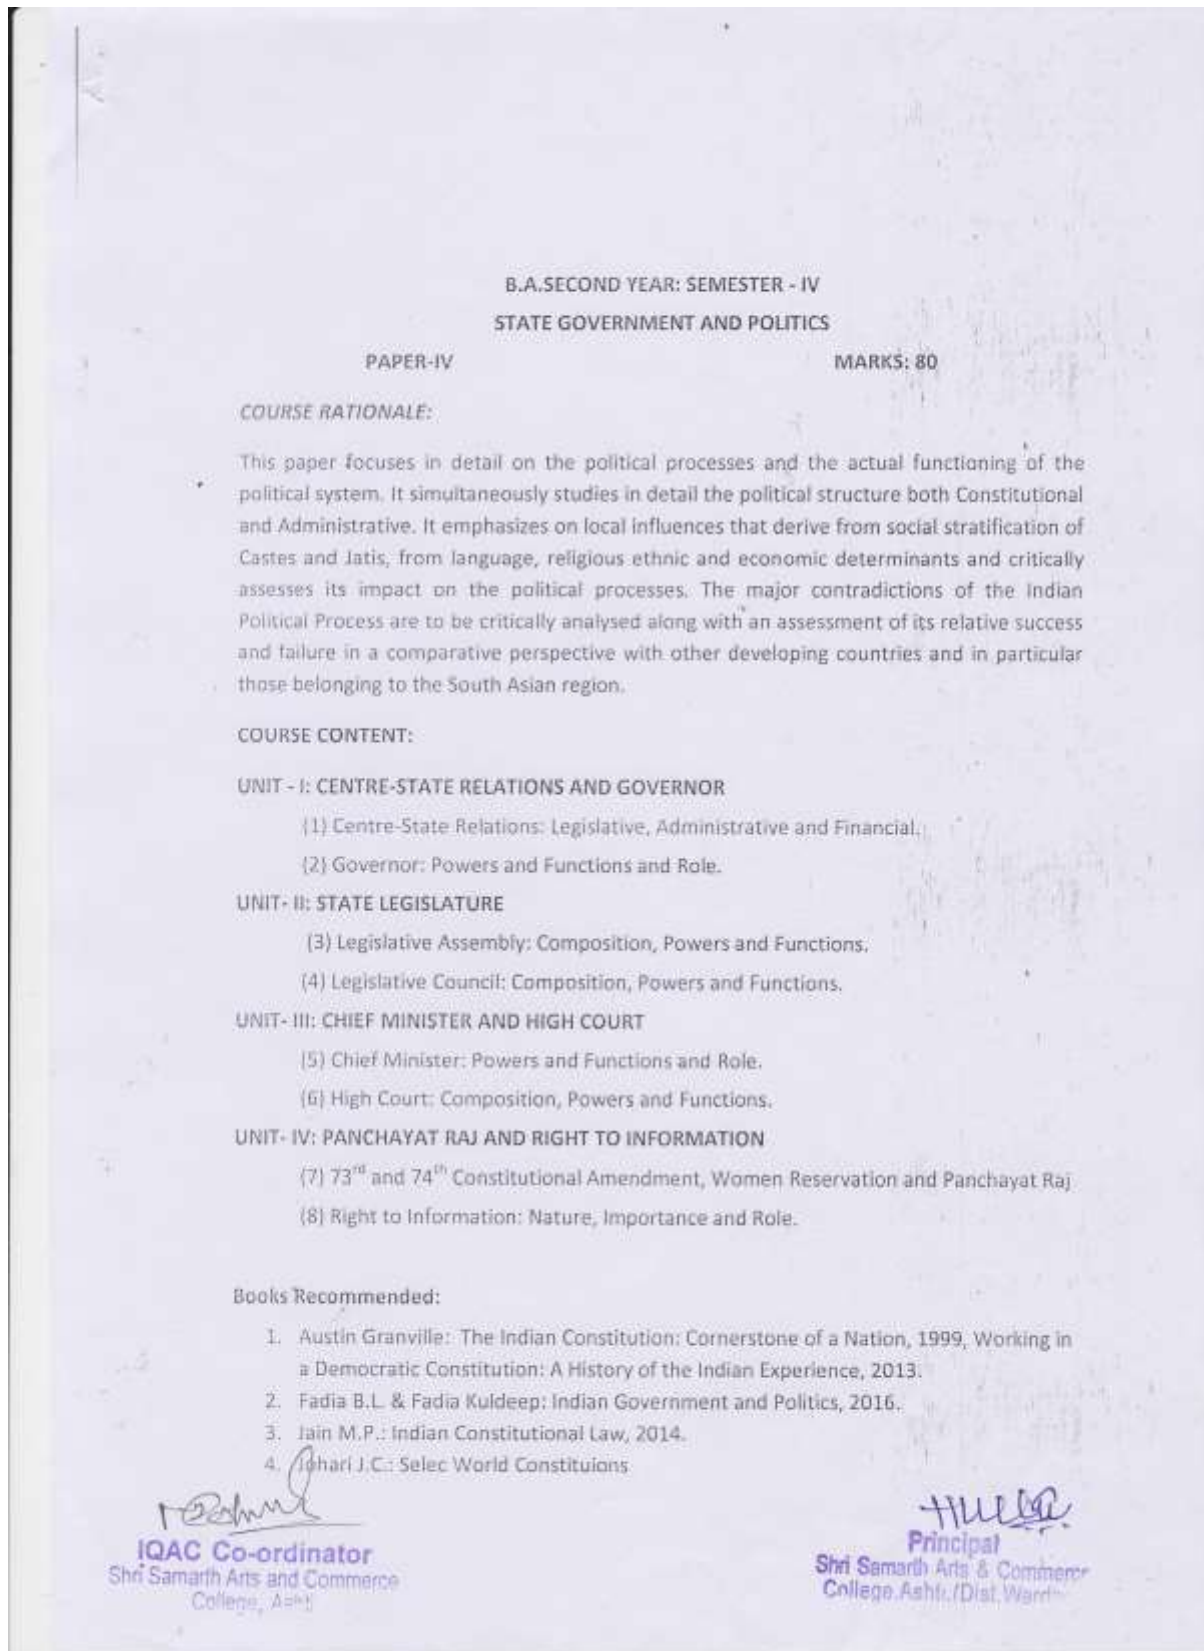 B.A.SECOND YEAR: SEMESTER - IV
STATE GOVERNMENT AND POLITICS
PAPER-IV MARKS: 80
COURSE RATIONALE:
This paper focuses in detail on the political processes and the actual functioning of the
political system. It simultaneously studies in detail the political structure both Constitutional
and Administrative. It emphasizes on local influences that derive from social stratification of
Castes and Jatis, from language, religious ethnic and economic determinants and critically
assesses its impact on the political processes. The major contradictions of the Indian
Political Process are to be critically analysed along with an assessment of its relative success
and failure in a comparative perspective with other developing countries and in particular
those belonging to the South Asian region.
COURSE CONTENT:
UNIT - I: CENTRE-STATE RELATIONS AND GOVERNOR
(1) Centre-State Relations: Legislative, Administrative and Financial.
(2) Governor: Powers and Functions and Role.
UNIT- II: STATE LEGISLATURE
(3) Legislative Assembly: Composition, Powers and Functions.
(4) Legislative Council: Composition, Powers and Functions.
UNIT- III: CHIEF MINISTER AND HIGH COURT
(5) Chief Minister: Powers and Functions and Role.
(6) High Court: Composition, Powers and Functions.
UNIT- IV: PANCHAYAT RAJ AND RIGHT TO INFORMATION
(7) 73rd and 74th Constitutional Amendment, Women Reservation and Panchayat Raj
(8) Right to Information: Nature, Importance and Role.
Books Recommended:
1. Austin Granville: The Indian Constitution: Cornerstone of a Nation, 1999, Working in
a Democratic Constitution: A History of the Indian Experience, 2013.
2. Fadia B.L. & Fadia Kuldeep: Indian Government and Politics, 2016.
3. Jain M.P.: Indian Constitutional Law, 2014.
4. Johari J.C.: Selec World Constituions
IQAC Co-ordinator
Shri Samarth Arts and Commerce
College, Ashti
Principal
Shri Samarth Arts & Commerce
College.Ashti./Dist.